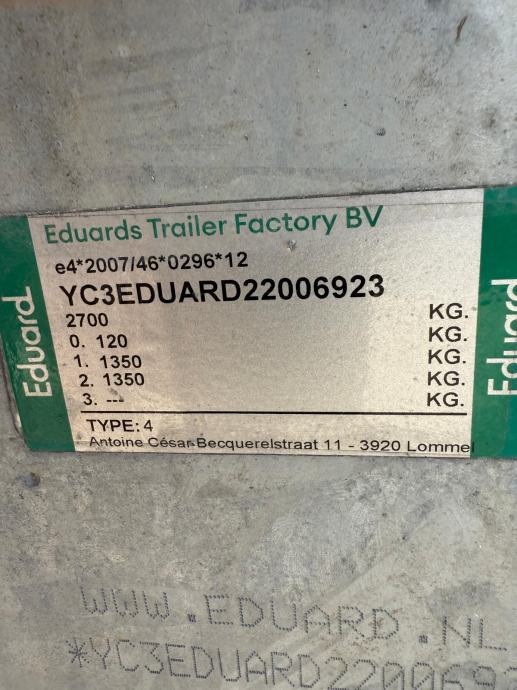 Eduards Trailer Factory BV
e4*2007/46*0296*12
YC3EDUARD22006923
2700 KG.
0. 120 KG.
1. 1350 KG.
2. 1350 KG.
3. --- KG.
TYPE: 4
Antoine César Becquerelstraat 11 - 3920 Lommel
Eduard
Eduard
WWW.EDUARD.NL
*YC3EDUARD2200692